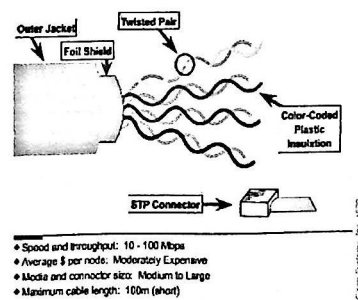 Twisted Pair
Outer Jacket
Foil Shield
Color-Coded
Plastic
Insulation
STP Connector
◆ Speed and throughput: 10 - 100 Mbps
◆ Average $ per node: Moderately Expensive
◆ Media and connector size: Medium to Large
◆ Maximum cable length: 100m (short)